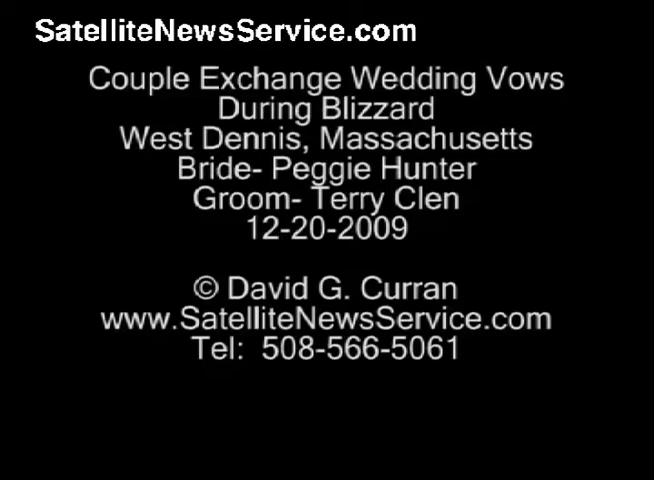 SatelliteNewsService.com
Couple Exchange Wedding Vows
During Blizzard
West Dennis, Massachusetts
Bride- Peggie Hunter
Groom- Terry Clen
12-20-2009
© David G. Curran
www.SatelliteNewsService.com
Tel:  508-566-5061